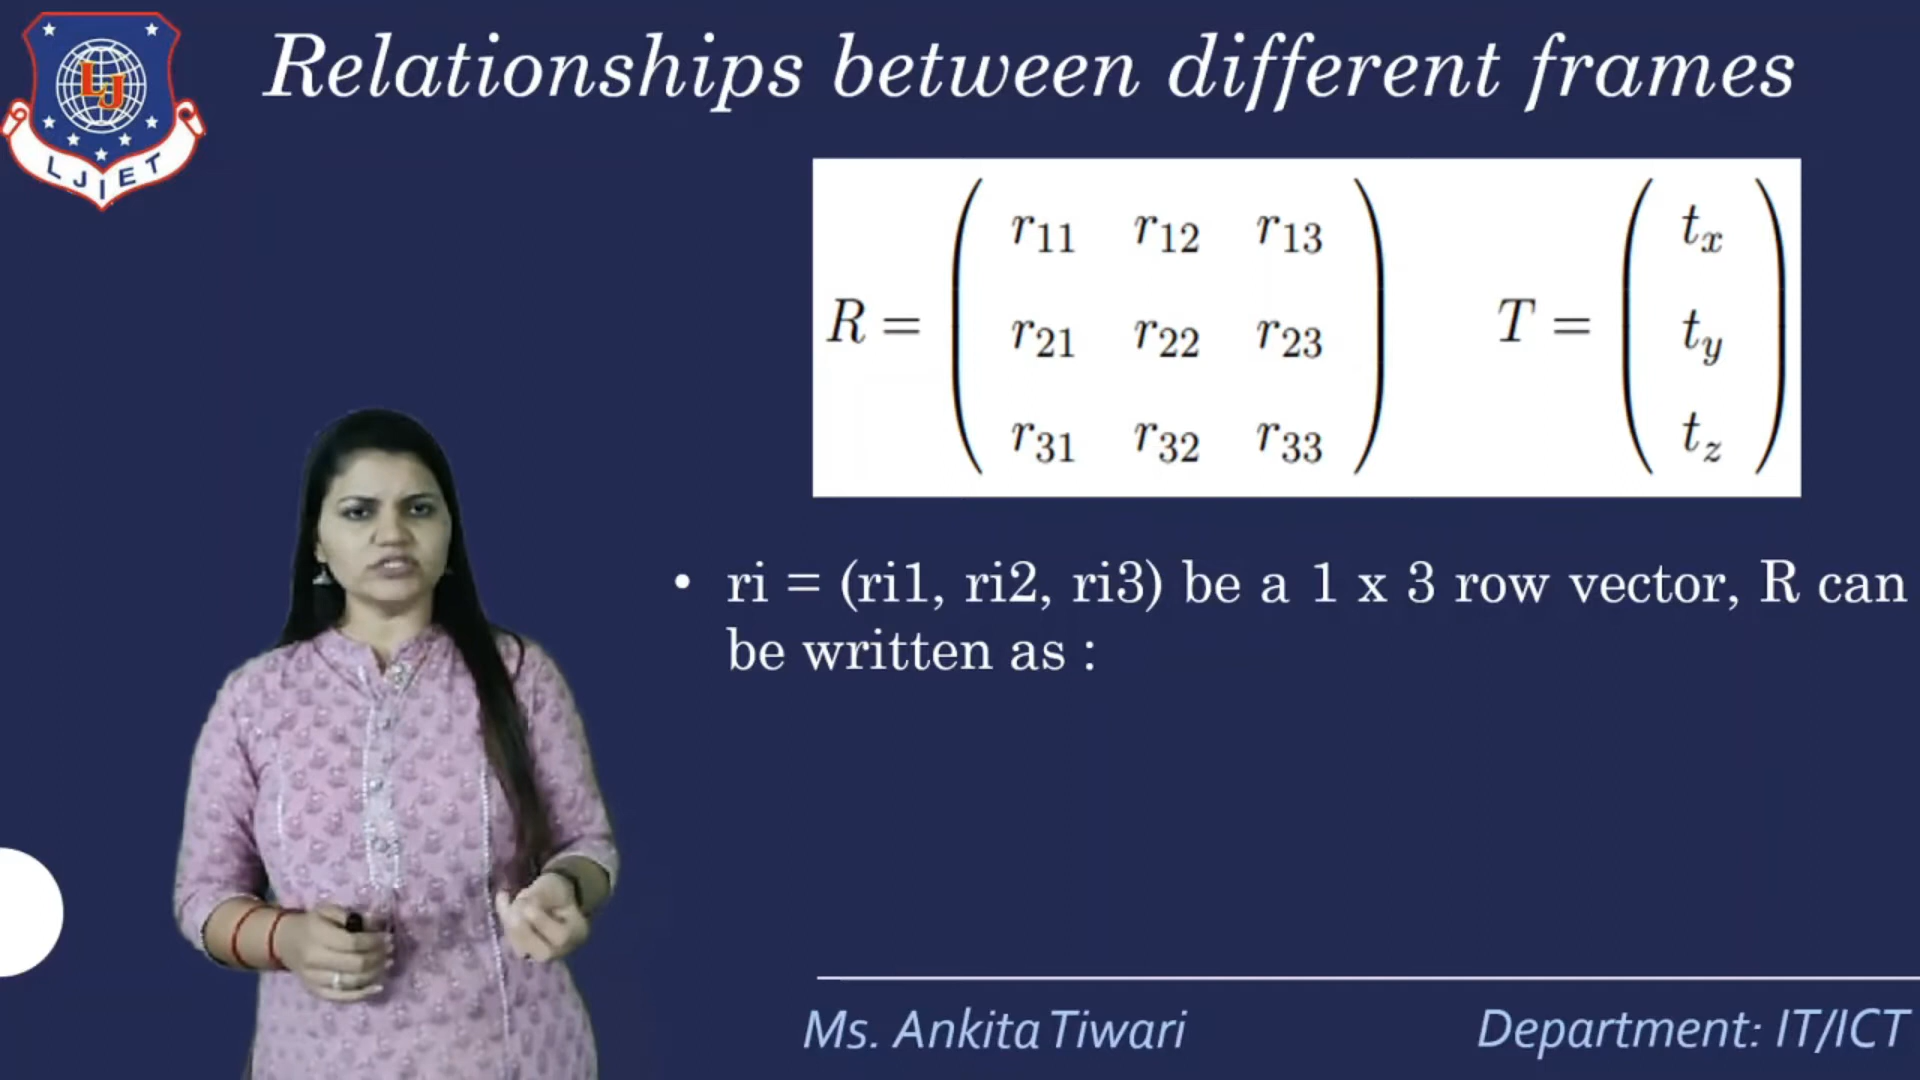 Relationships between different frames
LJ
LJIET
R = ( r11 r12 r13
r21 r22 r23
r31 r32 r33 )
T = ( tx
ty
tz )
• ri = (ri1, ri2, ri3) be a 1 x 3 row vector, R can
be written as :
Ms. Ankita Tiwari
Department: IT/ICT